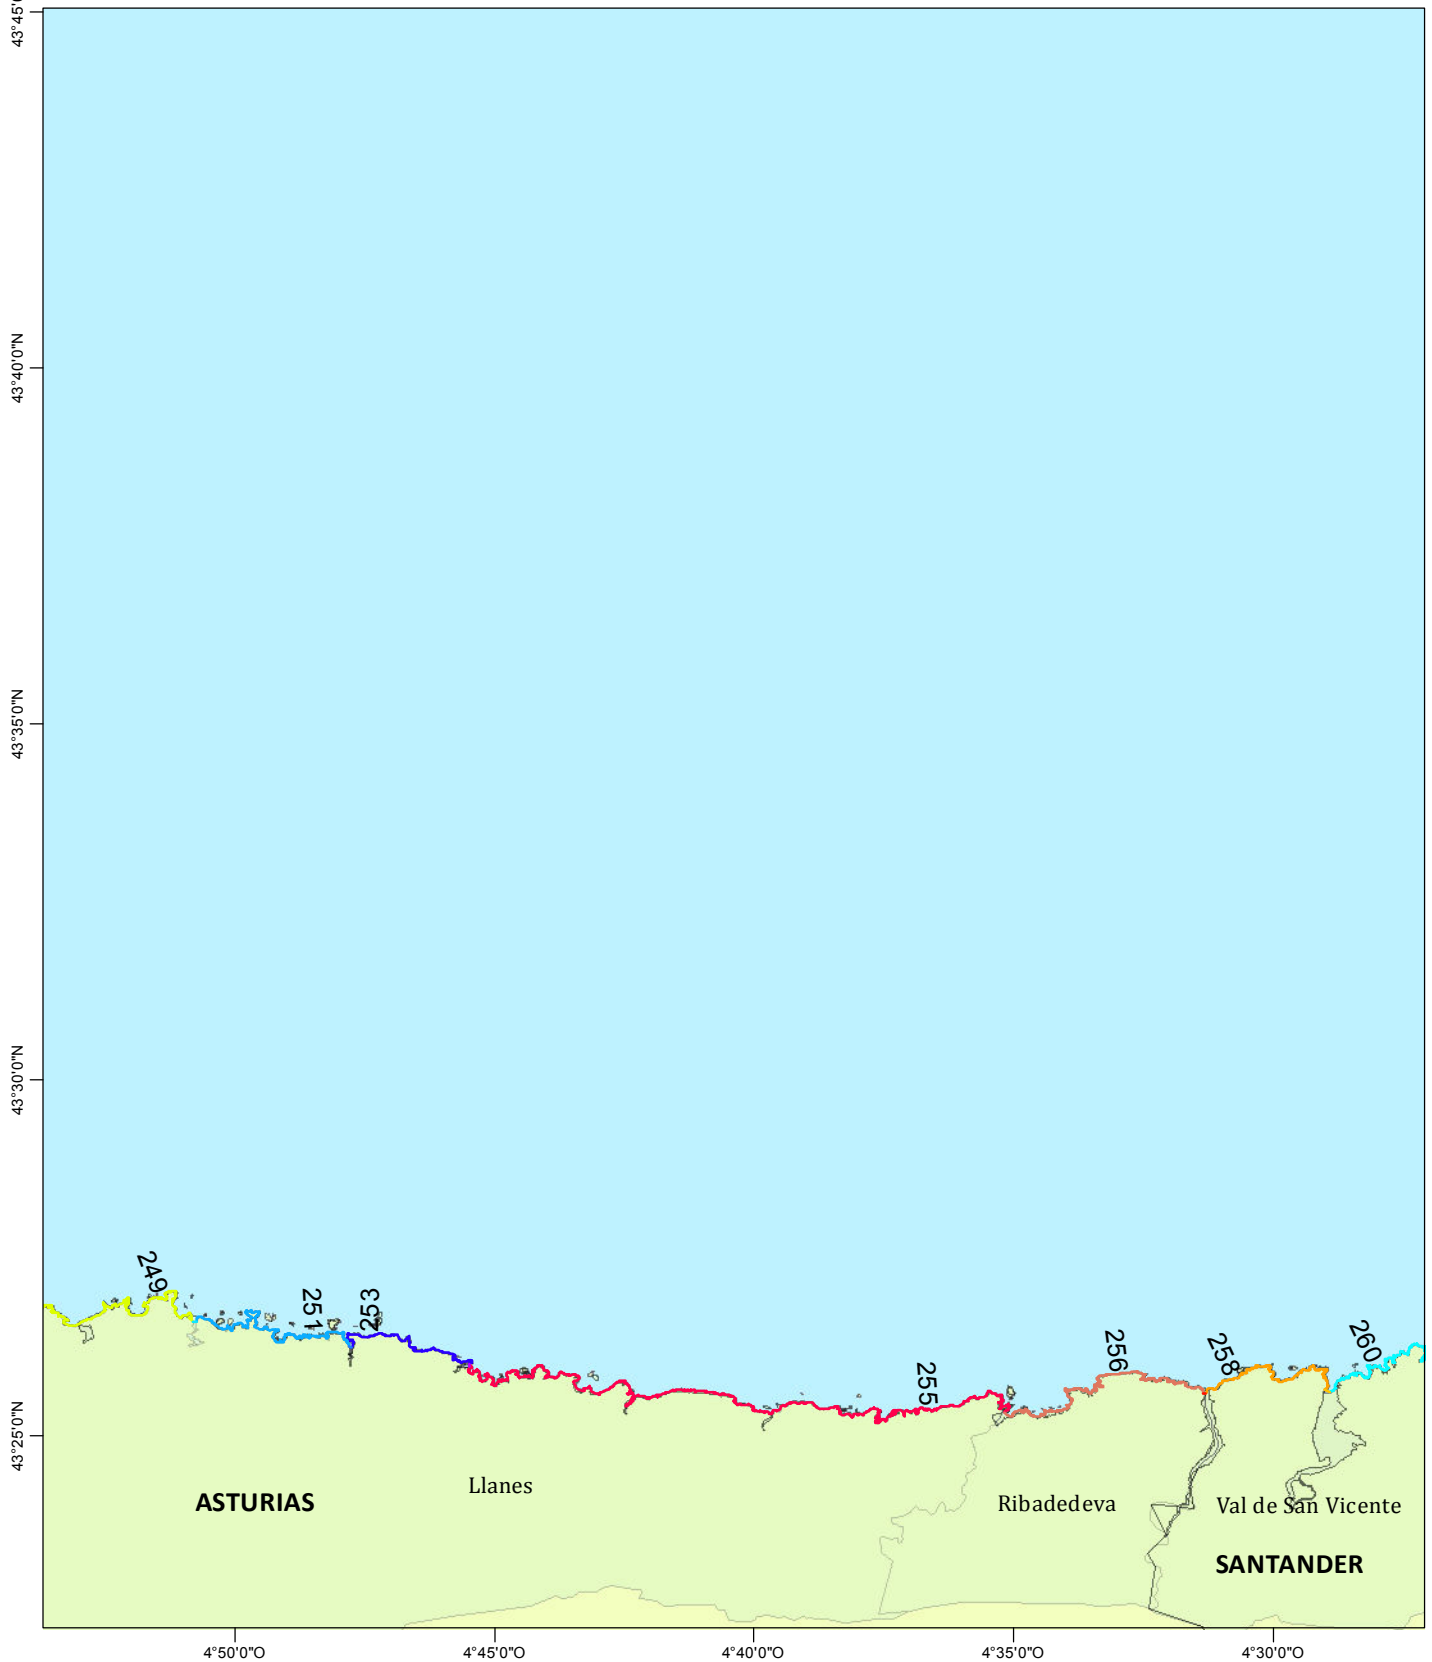 43°45'0"N
43°40'0"N
43°35'0"N
43°30'0"N
43°25'0"N
249
251
253
255
256
258
260
Llanes
ASTURIAS
Ribadedeva
Val de San Vicente
SANTANDER
4°50'0"O
4°45'0"O
4°40'0"O
4°35'0"O
4°30'0"O